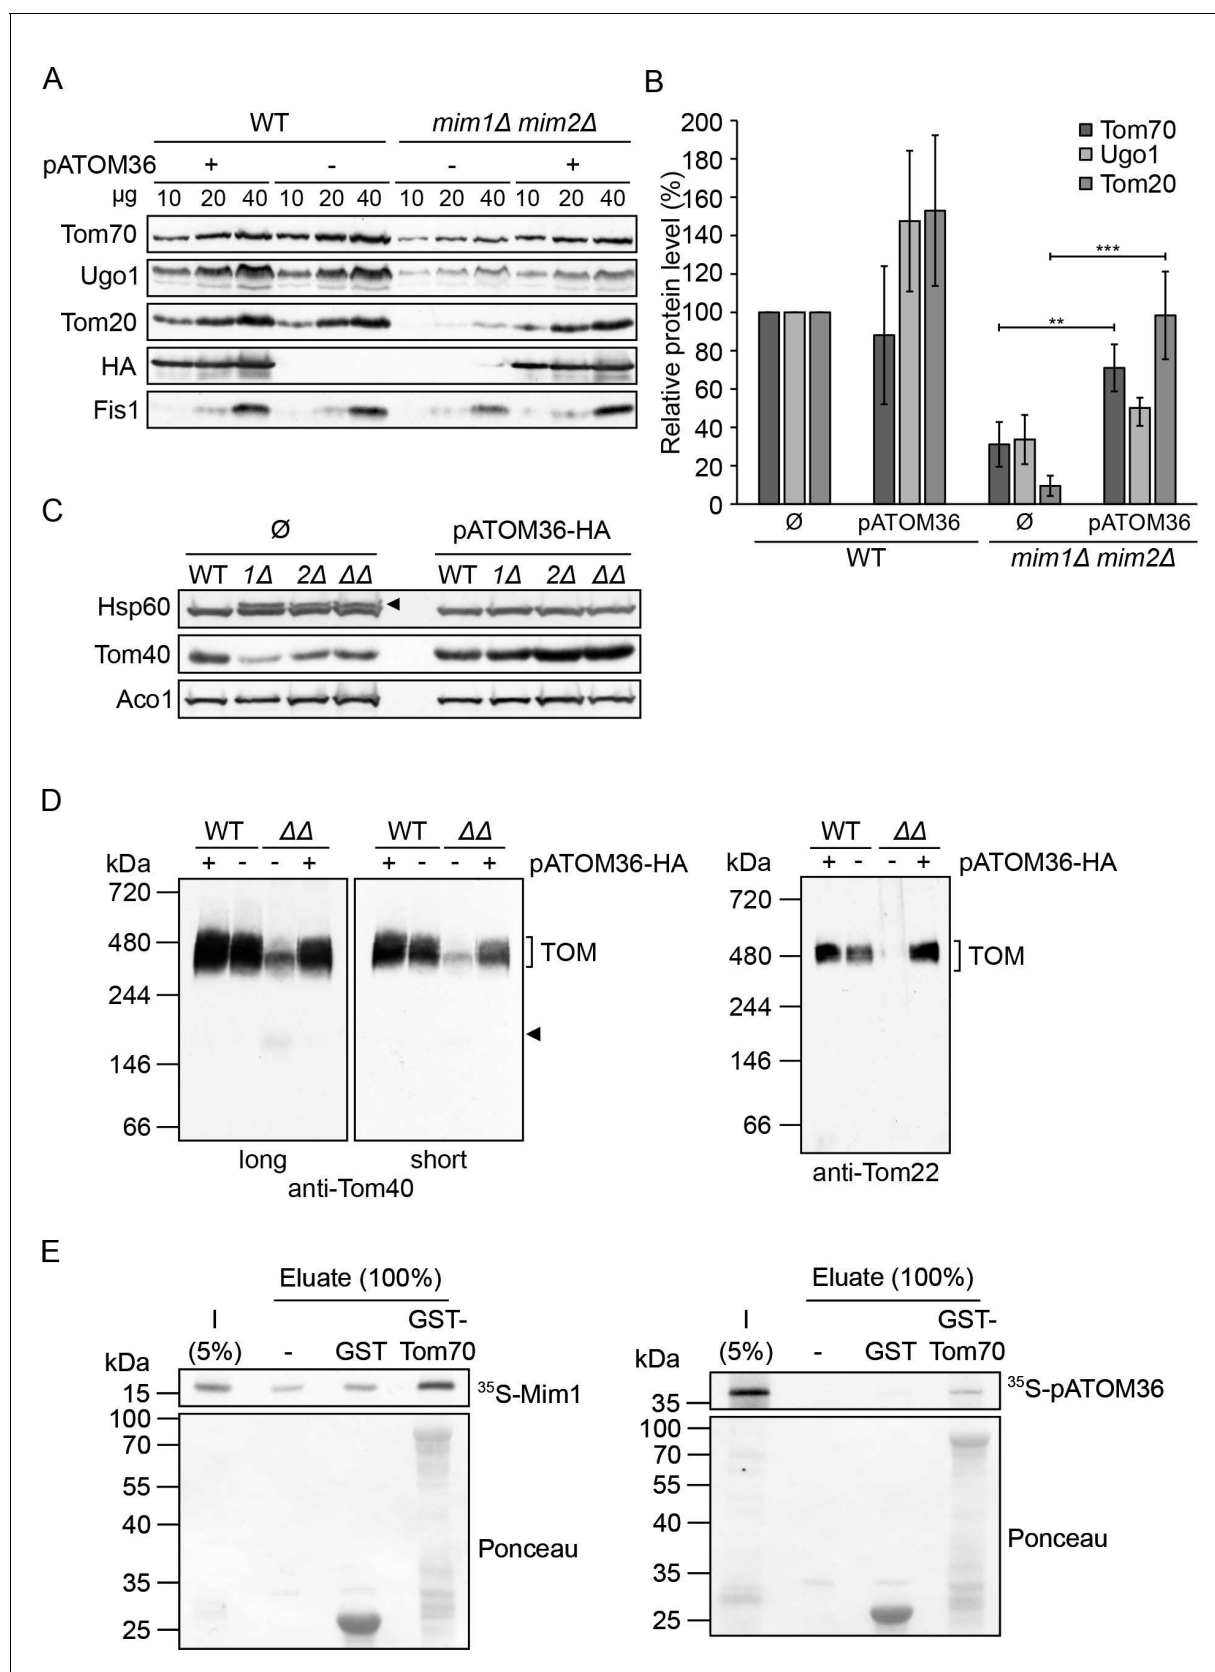 A
WT mim1Δ mim2Δ
pATOM36 + - - +
µg 10 20 40 10 20 40 10 20 40 10 20 40
Tom70
Ugo1
Tom20
HA
Fis1
B
Relative protein level (%)
200
180
160
140
120
100
80
60
40
20
0
Tom70
Ugo1
Tom20
***
**
Ø pATOM36 Ø pATOM36
WT mim1Δ mim2Δ
C
Ø pATOM36-HA
WT 1Δ 2Δ ΔΔ WT 1Δ 2Δ ΔΔ
Hsp60
Tom40
Aco1
D
WT ΔΔ WT ΔΔ
kDa + - - + + - - + pATOM36-HA
720
480
244
146
66
TOM
long short
anti-Tom40
WT ΔΔ
kDa + - - + pATOM36-HA
720
480
244
146
66
TOM
anti-Tom22
E
Eluate (100%)
I GST-
(5%) - GST Tom70
kDa
15
35S-Mim1
100
70
55
40
35
25
Ponceau
Eluate (100%)
I GST-
(5%) - GST Tom70
kDa
35
35S-pATOM36
100
70
55
40
35
25
Ponceau